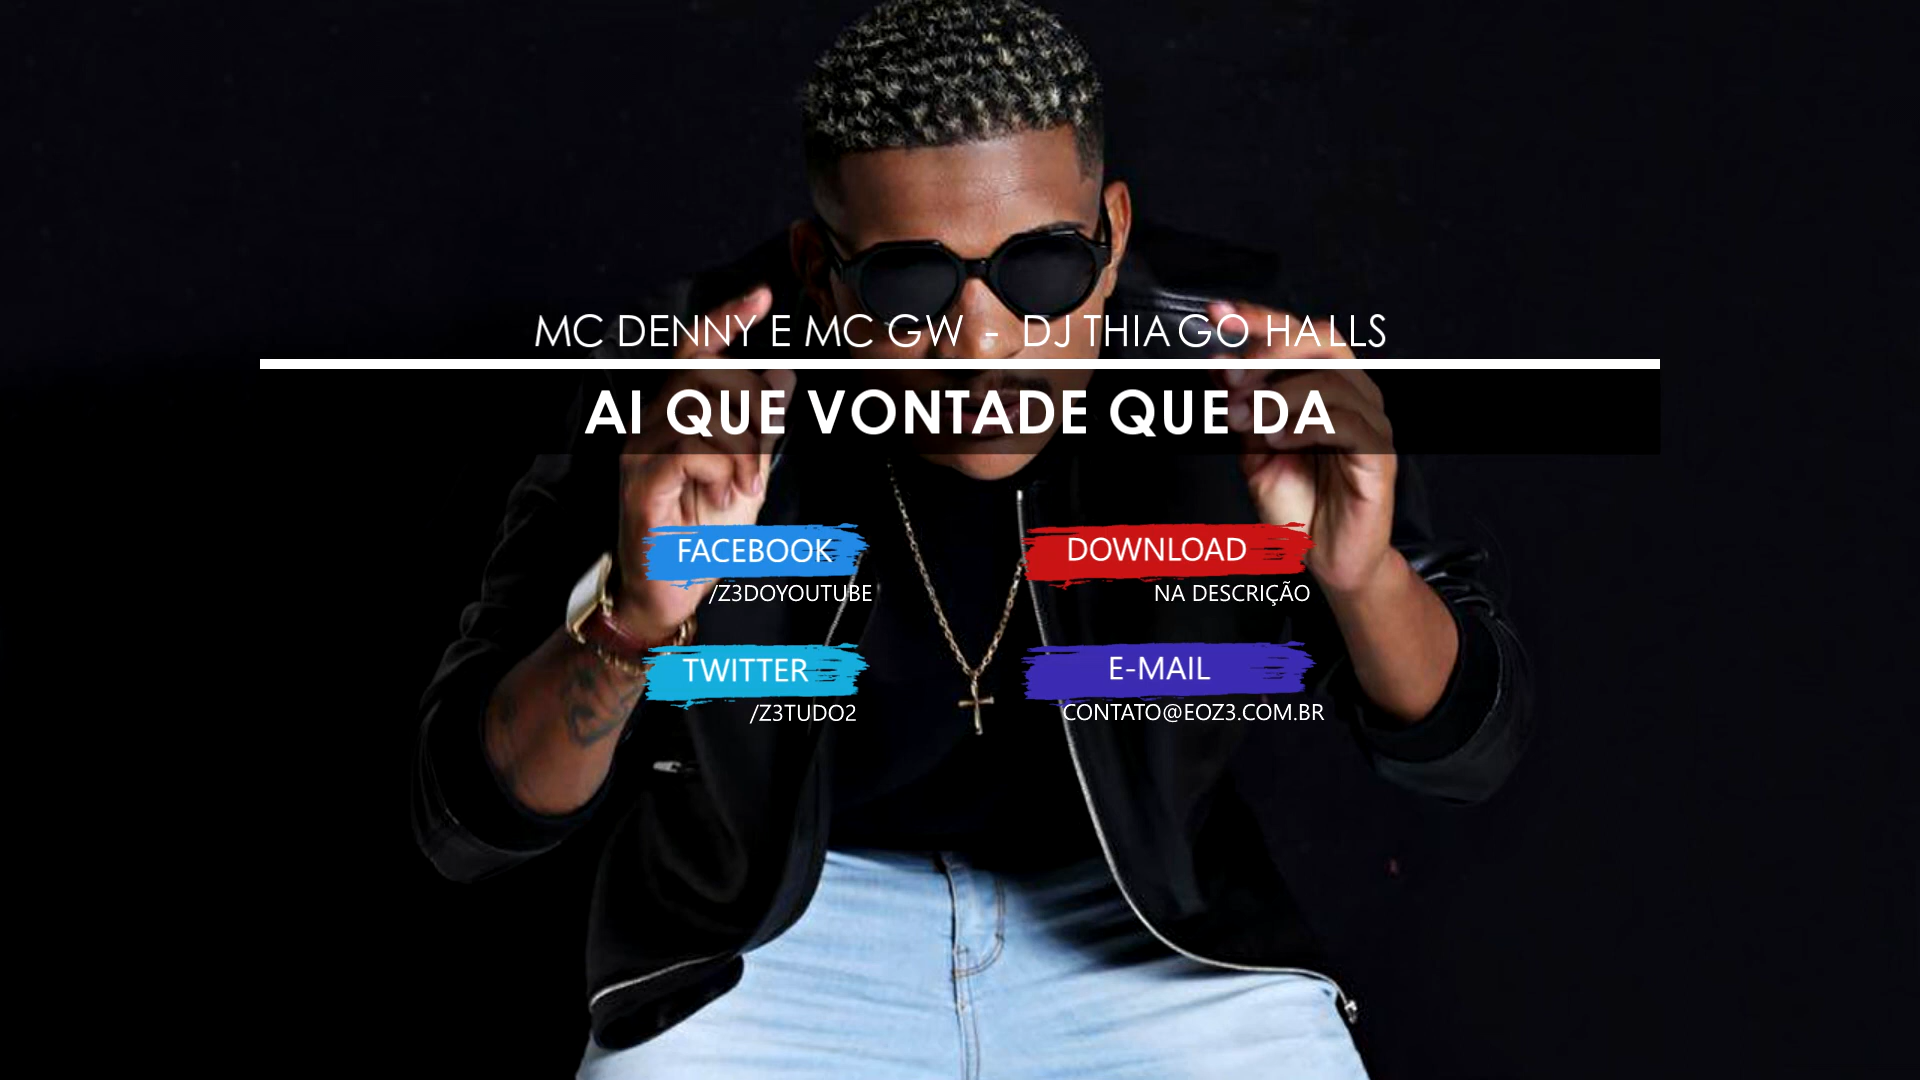 MC DENNY E MC GW - DJ THIAGO HALLS
AI QUE VONTADE QUE DA
FACEBOOK
/Z3DOYOUTUBE
DOWNLOAD
NA DESCRIÇÃO
TWITTER
/Z3TUDO2
E-MAIL
CONTATO@EOZ3.COM.BR